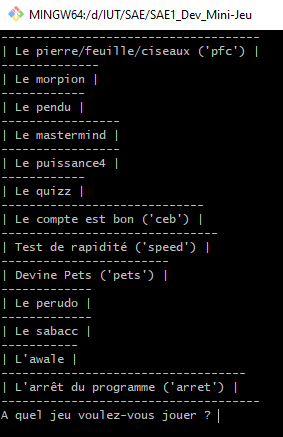 MINGW64:/d/IUT/SAE/SAE1_Dev_Mini-Jeu
-----------------------------------
| Le pierre/feuille/ciseaux ('pfc') |
--------------
| Le morpion |
------------
| Le pendu |
----------------
| Le mastermind |
----------------
| Le puissance4 |
------------
| Le quizz |
---------------------------
| Le compte est bon ('ceb') |
-----------------------------
| Test de rapidité ('speed') |
-----------------------
| Devine Pets ('pets') |
-------------
| Le perudo |
-------------
| Le sabacc |
-----------
| L'awale |
---------------------------------
| L'arrêt du programme ('arret') |
-----------------------------------
A quel jeu voulez-vous jouer ?